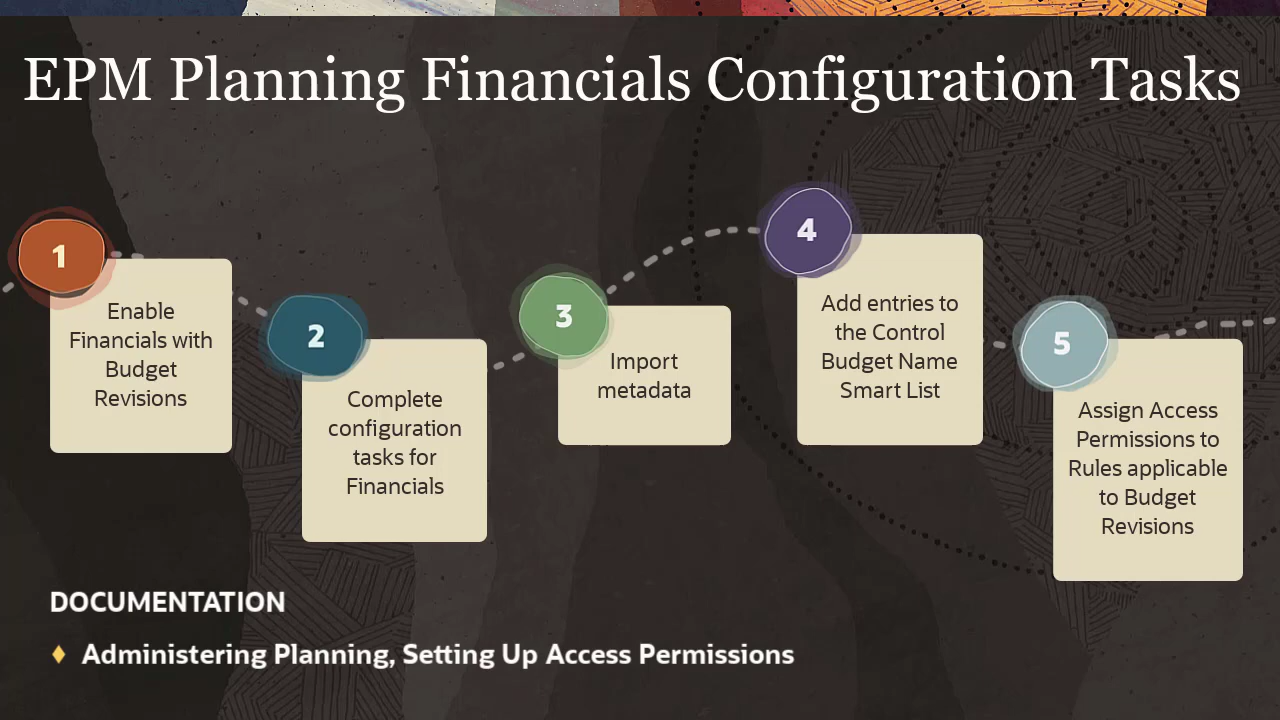 EPM Planning Financials Configuration Tasks
1
Enable
Financials with
Budget
Revisions
2
Complete
configuration
tasks for
Financials
3
Import
metadata
4
Add entries to
the Control
Budget Name
Smart List
5
Assign Access
Permissions to
Rules applicable
to Budget
Revisions
DOCUMENTATION
Administering Planning, Setting Up Access Permissions